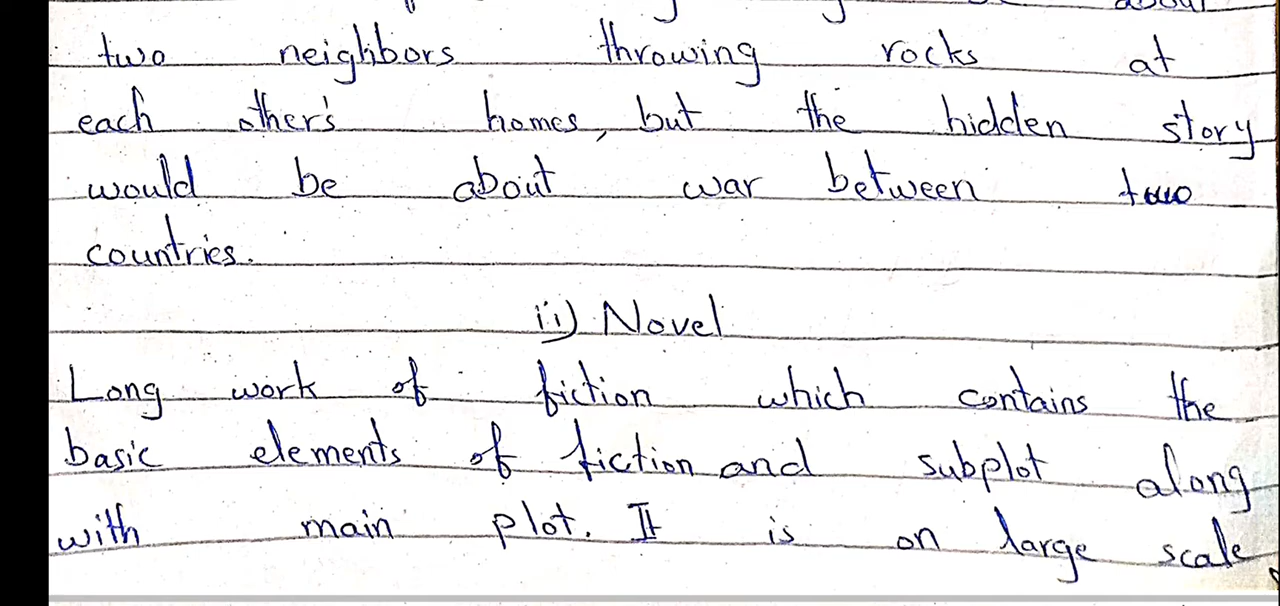 about
two neighbors throwing rocks at
each other's homes, but the hidden story
would be about war between two
countries.
ii) Novel
Long work of fiction which contains the
basic elements of fiction and subplot along
with main plot. It is on large scale